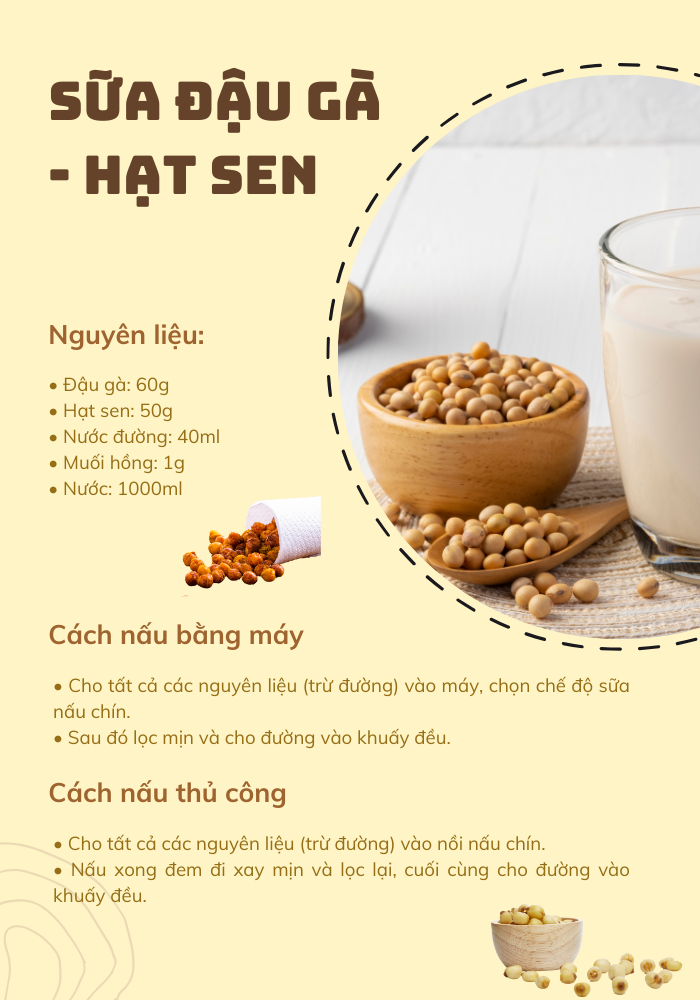 SỮA ĐẬU GÀ
- HẠT SEN
Nguyên liệu:
• Đậu gà: 60g
• Hạt sen: 50g
• Nước đường: 40ml
• Muối hồng: 1g
• Nước: 1000ml
Cách nấu bằng máy
• Cho tất cả các nguyên liệu (trừ đường) vào máy, chọn chế độ sữa
nấu chín.
• Sau đó lọc mịn và cho đường vào khuấy đều.
Cách nấu thủ công
• Cho tất cả các nguyên liệu (trừ đường) vào nồi nấu chín.
• Nấu xong đem đi xay mịn và lọc lại, cuối cùng cho đường vào
khuấy đều.